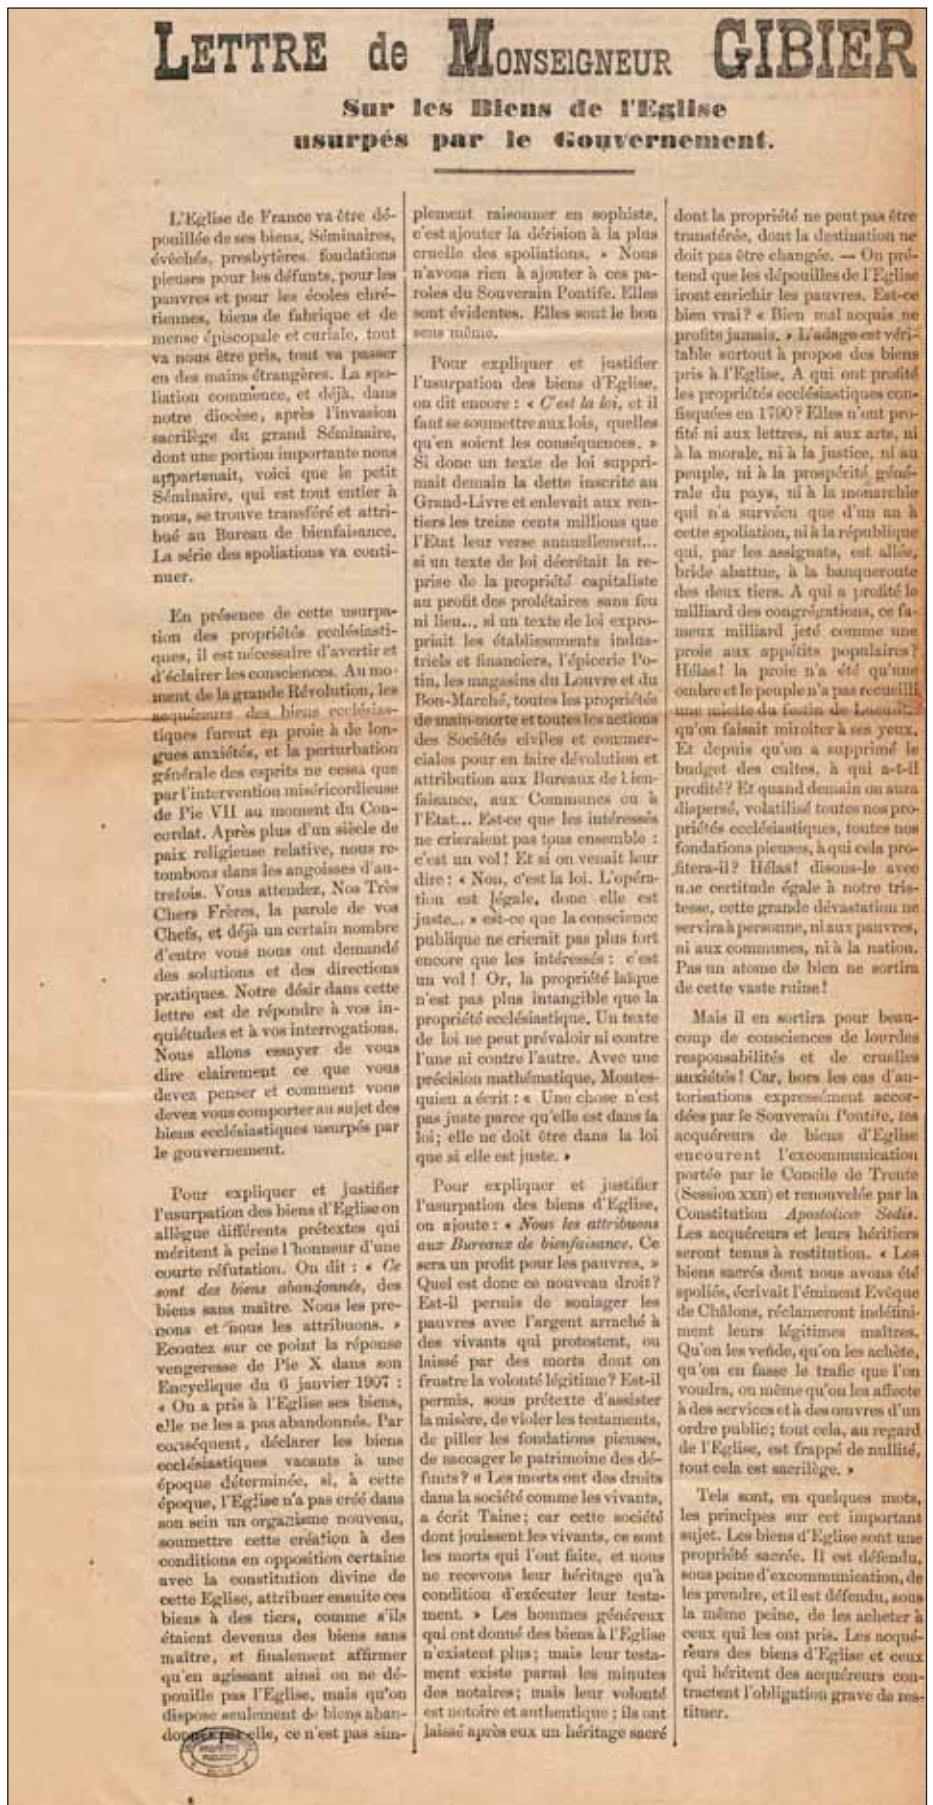 LETTRE de MONSEIGNEUR GIBIER
Sur les Biens de l'Eglise
usurpés par le Gouvernement.
L'Eglise de France va être dé-
pouillée de ses biens. Séminaires,
évêchés, presbytères, fondations
pieuses pour les défunts, pour les
pauvres et pour les écoles chré-
tiennes, biens de fabrique et de
mense épiscopale et curiale, tout
va nous être pris, tout va passer
en des mains étrangères. La spo-
liation commence, et déjà, dans
notre diocèse, après l'invasion
sacrilège du grand Séminaire,
dont une portion importante nous
appartenait, voici que le petit
Séminaire, qui est tout entier à
nous, se trouve transféré et attri-
bué au Bureau de bienfaisance.
La série des spoliations va conti-
nuer.
En présence de cette usurpa-
tion des propriétés ecclésiasti-
ques, il est nécessaire d'avertir et
d'éclairer les consciences. Au mo-
ment de la grande Révolution, les
acquéreurs des biens ecclésias-
tiques furent en proie à de lon-
gues anxiétés, et la perturbation
générale des esprits ne cessa que
par l'intervention miséricordieuse
de Pie VII au moment du Con-
cordat. Après plus d'un siècle de
paix religieuse relative, nous re-
tombons dans les angoisses d'au-
trefois. Vous attendez, Nos Très
Chers Frères, la parole de vos
Chefs, et déjà un certain nombre
d'entre vous nous ont demandé
des solutions et des directions
pratiques. Notre désir dans cette
lettre est de répondre à vos in-
quiétudes et à vos interrogations.
Nous allons essayer de vous
dire clairement ce que vous
devez penser et comment vous
devez vous comporter au sujet des
biens ecclésiastiques usurpés par
le gouvernement.
Pour expliquer et justifier
l'usurpation des biens d'Eglise on
allègue différents prétextes qui
méritent à peine l'honneur d'une
courte réfutation. On dit : « Ce
sont des biens abandonnés, des
biens sans maître. Nous les pre-
nons et nous les attribuons. »
Ecoutez sur ce point la réponse
vengeresse de Pie X dans son
Encyclique du 6 janvier 1907 :
« On a pris à l'Eglise ses biens,
elle ne les a pas abandonnés. Par
conséquent, déclarer les biens
ecclésiastiques vacants à une
époque déterminée, si, à cette
époque, l'Eglise n'a pas créé dans
son sein un organisme nouveau,
soumettre cette création à des
conditions en opposition certaine
avec la constitution divine de
cette Eglise, attribuer ensuite ces
biens à des tiers, comme s'ils
étaient devenus des biens sans
maître, et finalement affirmer
qu'en agissant ainsi on ne dé-
pouille pas l'Eglise, mais qu'on
dispose seulement de biens aban-
donnés par elle, ce n'est pas sim-
plement raisonner en sophiste,
c'est ajouter la dérision à la plus
cruelle des spoliations. » Nous
n'avons rien à ajouter à ces pa-
roles du Souverain Pontife. Elles
sont évidentes. Elles sont le bon
sens même.
Pour expliquer et justifier
l'usurpation des biens d'Eglise,
on dit encore : « C'est la loi, et il
faut se soumettre aux lois, quelles
qu'en soient les conséquences. »
Si donc un texte de loi suppri-
mait demain la dette inscrite au
Grand-Livre et enlevait aux ren-
tiers les treize cents millions que
l'Etat leur verse annuellement...
si un texte de loi décrétait la re-
prise de la propriété capitaliste
au profit des prolétaires sans feu
ni lieu... si un texte de loi expro-
priait les établissements indus-
triels et financiers, l'épicerie Po-
tin, les magasins du Louvre et du
Bon-Marché, toutes les propriétés
de main-morte et toutes les actions
des Sociétés civiles et commer-
ciales pour en faire dévolution et
attribution aux Bureaux de bien-
faisance, aux Communes ou à
l'Etat... Est-ce que les intéressés
ne crieraient pas tous ensemble :
c'est un vol ! Et si on venait leur
dire : « Non, c'est la loi. L'opéra-
tion est légale, donc elle est
juste... » est-ce que la conscience
publique ne crierait pas plus fort
encore que les intéressés : c'est
un vol ! Or, la propriété laïque
n'est pas plus intangible que la
propriété ecclésiastique. Un texte
de loi ne peut prévaloir ni contre
l'une ni contre l'autre. Avec une
précision mathématique, Montes-
quieu a écrit : « Une chose n'est
pas juste parce qu'elle est dans la
loi ; elle ne doit être dans la loi
que si elle est juste. »
Pour expliquer et justifier
l'usurpation des biens d'Eglise,
on ajoute : « Nous les attribuons
aux Bureaux de bienfaisance. Ce
sera un profit pour les pauvres. »
Quel est donc ce nouveau droit ?
Est-il permis de soulager les
pauvres avec l'argent arraché à
des vivants qui protestent, ou
laissé par des morts dont on
frustre la volonté légitime ? Est-il
permis, sous prétexte d'assister
la misère, de violer les testaments,
de piller les fondations pieuses,
de saccager le patrimoine des dé-
funts ? « Les morts ont des droits
dans la société comme les vivants,
a écrit Taine ; car cette société
dont jouissent les vivants, ce sont
les morts qui l'ont faite, et nous
ne recevons leur héritage qu'à
condition d'exécuter leur testa-
ment. » Les hommes généreux
qui ont donné des biens à l'Eglise
n'existent plus ; mais leur testa-
ment existe parmi les minutes
des notaires ; mais leur volonté
est notoire et authentique ; ils ont
laissé après eux un héritage sacré
dont la propriété ne peut pas être
transférée, dont la destination ne
doit pas être changée. — On pré-
tend que les dépouilles de l'Eglise
iront enrichir les pauvres. Est-ce
bien vrai ? « Bien mal acquis ne
profite jamais. » L'adage est véri-
table surtout à propos des biens
pris à l'Eglise. A qui ont profité
les propriétés ecclésiastiques con-
fisquées en 1790 ? Elles n'ont pro-
fité ni aux lettres, ni aux arts, ni
à la morale, ni à la justice, ni au
peuple, ni à la prospérité géné-
rale du pays, ni à la monarchie
qui n'a survécu que d'un an à
cette spoliation, ni à la république
qui, par les assignats, est allée,
bride abattue, à la banqueroute
des deux tiers. A qui a profité le
milliard des congrégations, ce fa-
meux milliard jeté comme une
proie aux appétits populaires ?
Hélas ! la proie n'a été qu'une
ombre et le peuple n'a pas recueilli
une miette du festin de
qu'on faisait miroiter à ses yeux.
Et depuis qu'on a supprimé le
budget des cultes, à qui a-t-il
profité ? Et quand demain on aura
dispersé, volatilisé toutes nos pro-
priétés ecclésiastiques, toutes nos
fondations pieuses, à qui cela pro-
fitera-il ? Hélas ! disons-le avec
une certitude égale à notre tris-
tesse, cette grande dévastation ne
servira à personne, ni aux pauvres,
ni aux communes, ni à la nation.
Pas un atome de bien ne sortira
de cette vaste ruine !
Mais il en sortira pour beau-
coup de consciences de lourdes
responsabilités et de cruelles
anxiétés ! Car, hors les cas d'au-
torisations expressément accor-
dées par le Souverain Pontife, les
acquéreurs de biens d'Eglise
encourent l'excommunication
portée par le Concile de Trente
(Session XXII) et renouvelée par la
Constitution Apostolicæ Sedis.
Les acquéreurs et leurs héritiers
seront tenus à restitution. « Les
biens sacrés dont nous avons été
spoliés, écrivait l'éminent Evêque
de Châlons, réclameront indéfini-
ment leurs légitimes maîtres.
Qu'on les vende, qu'on les achète,
qu'on en fasse le trafic que l'on
voudra, ou même qu'on les affecte
à des services et à des œuvres d'un
ordre public ; tout cela, au regard
de l'Eglise, est frappé de nullité,
tout cela est sacrilège. »
Tels sont, en quelques mots,
les principes sur cet important
sujet. Les biens d'Eglise sont une
propriété sacrée. Il est défendu,
sous peine d'excommunication, de
les prendre, et il est défendu, sous
la même peine, de les acheter à
ceux qui les ont pris. Les acqué-
reurs des biens d'Eglise et ceux
qui héritent des acquéreurs con-
tractent l'obligation grave de res-
tituer.